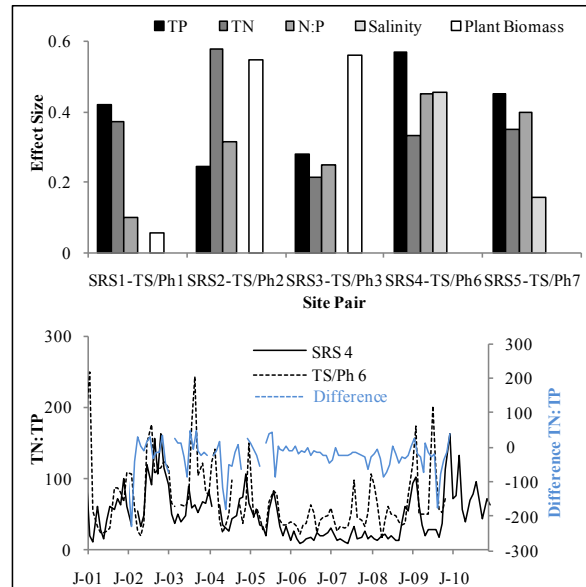 TP TN N:P Salinity Plant Biomass
0.6
0.4
0.2
0
Effect Size
SRS1-TS/Ph1 SRS2-TS/Ph2 SRS3-TS/Ph3 SRS4-TS/Ph6 SRS5-TS/Ph7
Site Pair
300
200
100
0
TN: TP
SRS 4
TS/Ph 6
Difference
300
200
100
0
-100
-200
-300
Difference TN: TP
J-01 J-02 J-03 J-04 J-05 J-06 J-07 J-08 J-09 J-10